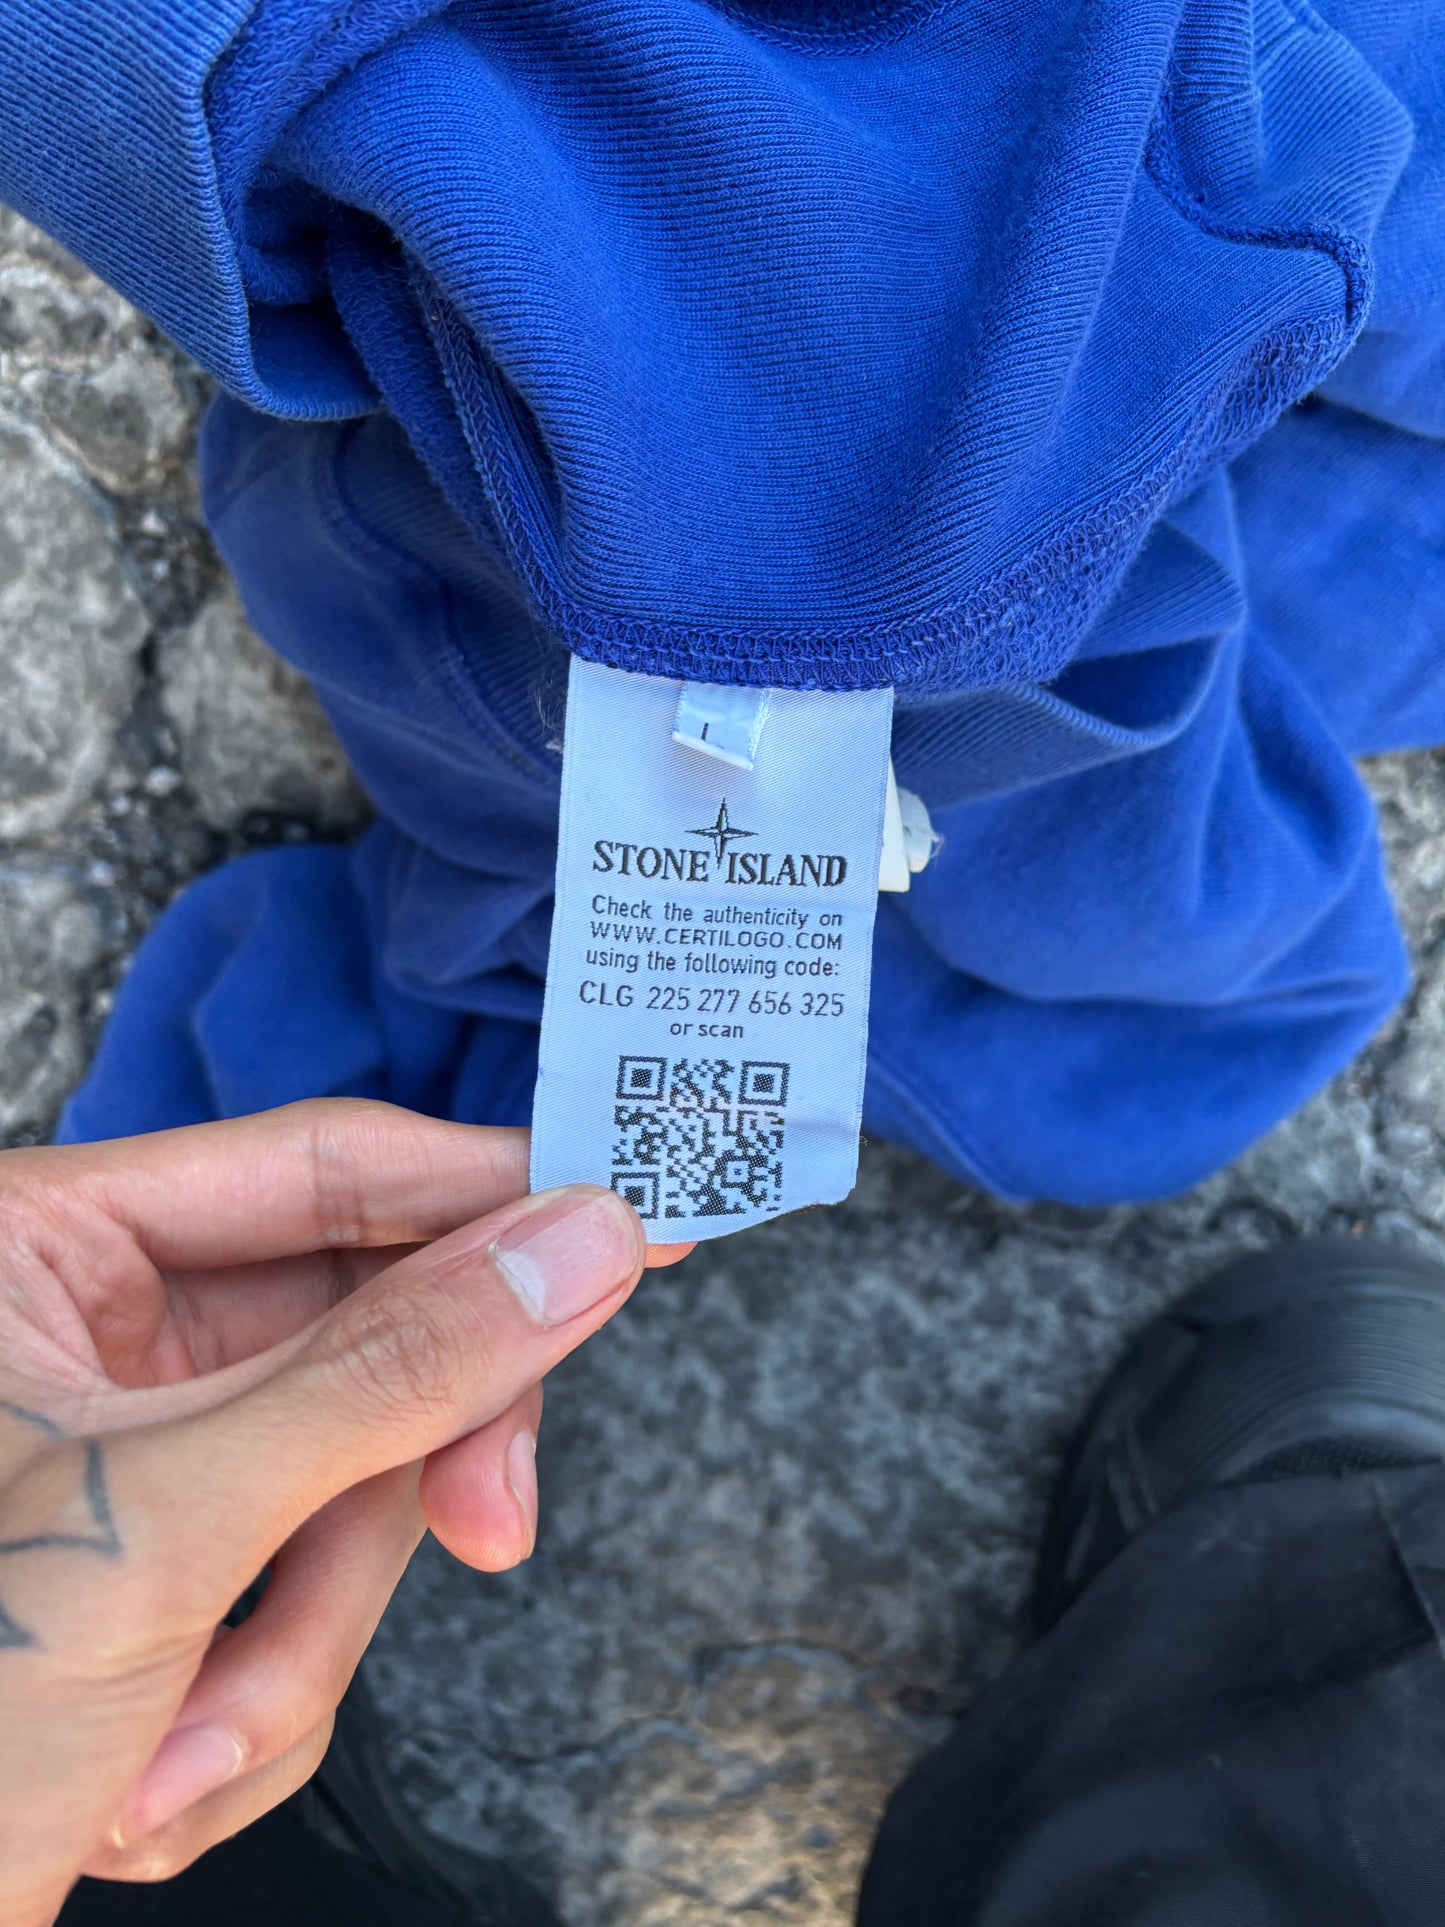 L
STONE ISLAND
Check the authenticity on
WWW.CERTILOGO.COM
using the following code:
CLG 225 277 656 325
or scan